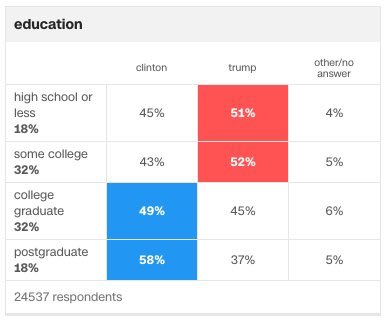 education
clinton trump other/no
answer
high school or
less
18% 45% 51% 4%
some college
32% 43% 52% 5%
college
graduate
32% 49% 45% 6%
postgraduate
18% 58% 37% 5%
24537 respondents